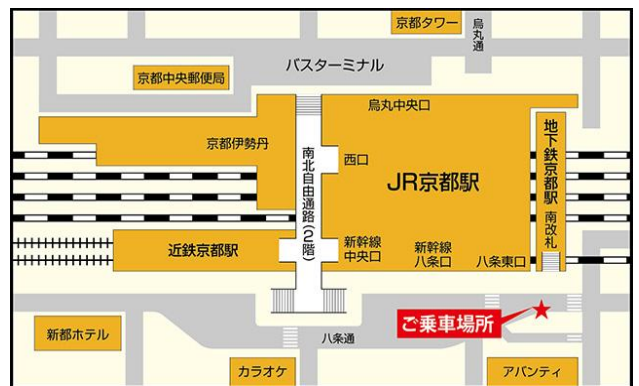 京都タワー
烏丸通
バスターミナル
京都中央郵便局
烏丸中央口
京都伊勢丹
南北自由通路(2階)
西口
JR京都駅
地下鉄京都駅
南改札
近鉄京都駅
新幹線
中央口
新幹線
八条口
八条東口
ご乗車場所
新都ホテル
八条通
カラオケ
アバンティ